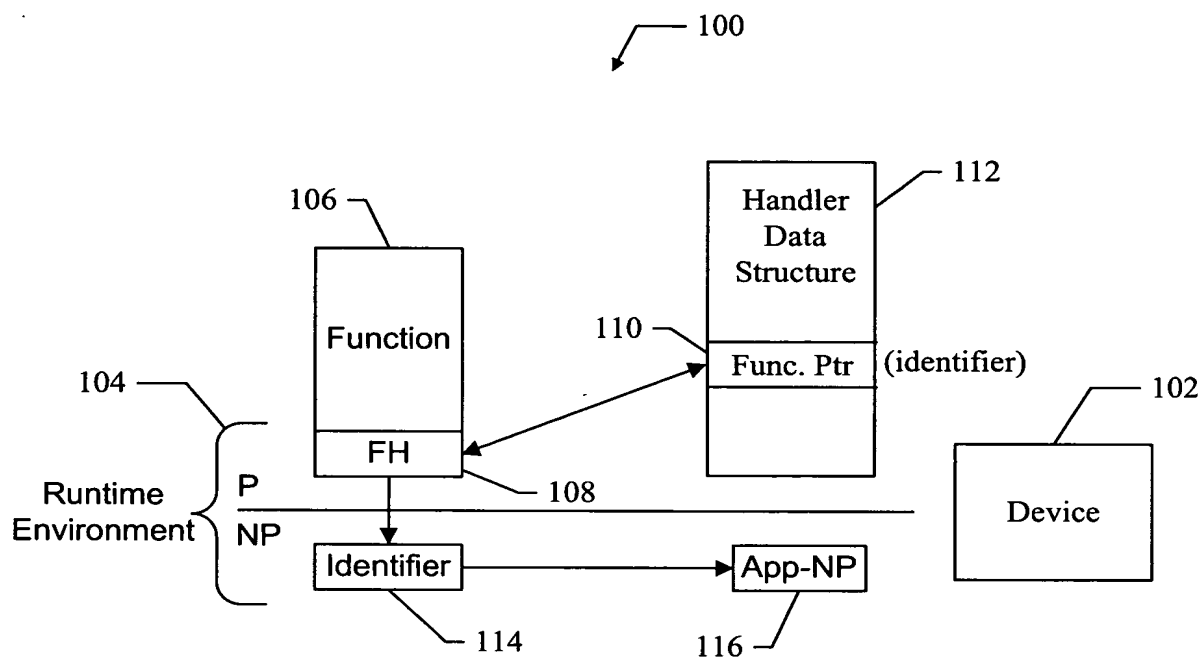 100
112
Handler
Data
Structure
106
Function
110
Func. Ptr (identifier)
104
102
FH
108
Device
Runtime
Environment
P
NP
Identifier
App-NP
114
116